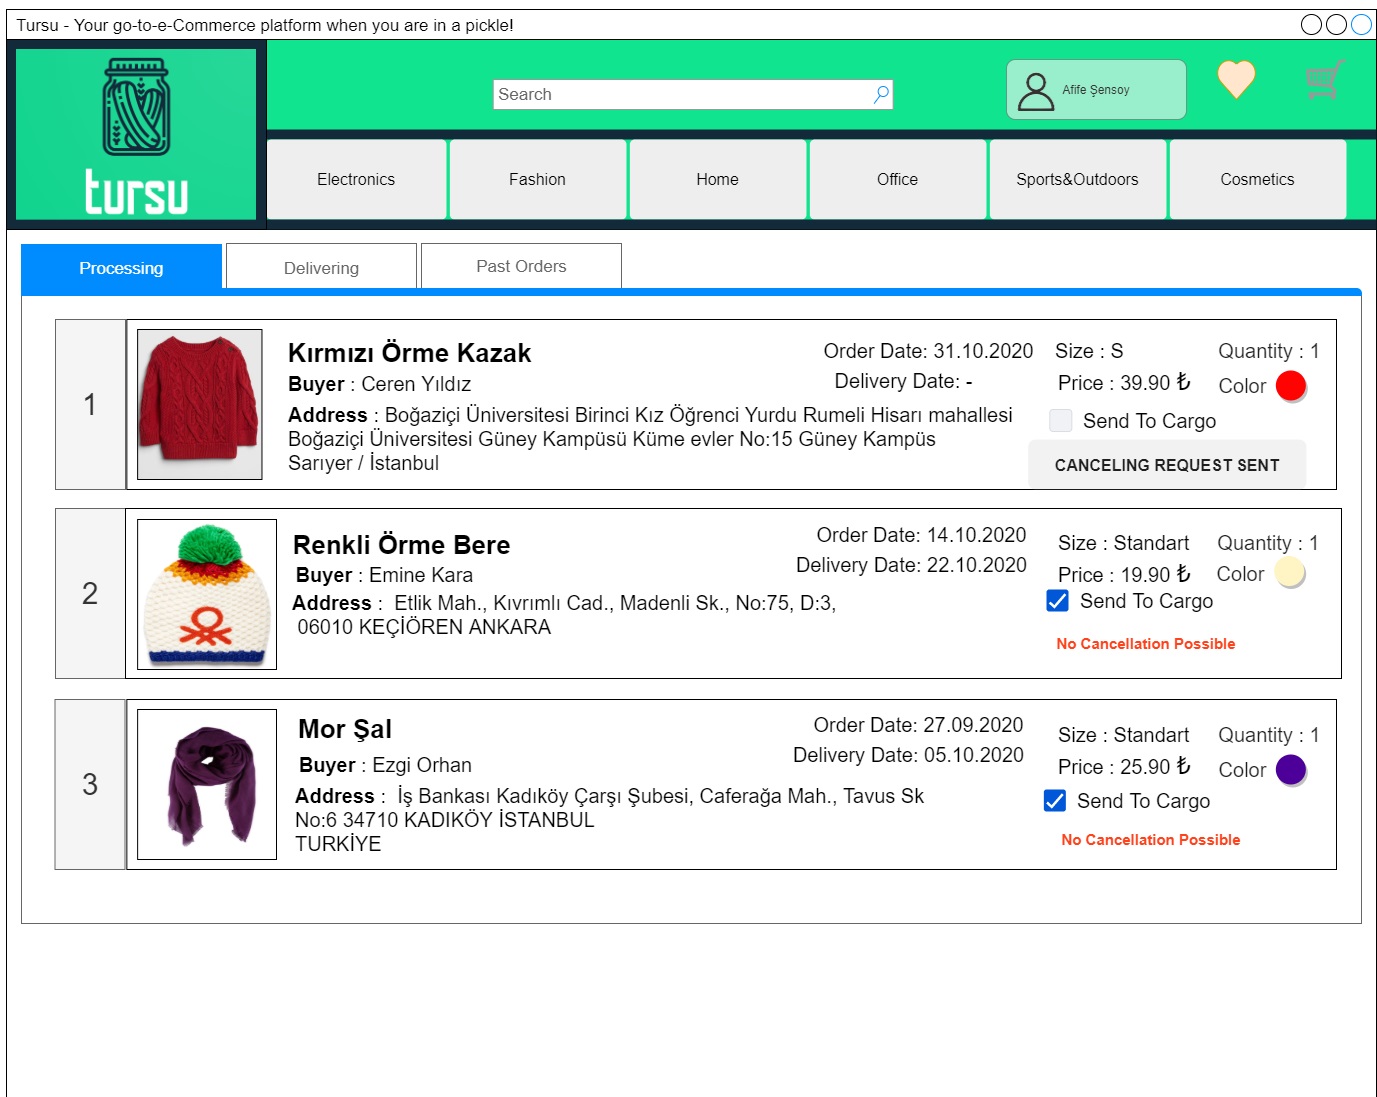 Tursu - Your go-to-e-Commerce platform when you are in a pickle!
tursu
Search
Afife Şensoy
Electronics
Fashion
Home
Office
Sports&Outdoors
Cosmetics
Processing
Delivering
Past Orders
1
Kırmızı Örme Kazak
Buyer : Ceren Yıldız
Address : Boğaziçi Üniversitesi Birinci Kız Öğrenci Yurdu Rumeli Hisarı mahallesi
Boğaziçi Üniversitesi Güney Kampüsü Küme evler No:15 Güney Kampüs
Sarıyer / İstanbul
Order Date: 31.10.2020
Delivery Date: -
Size : S
Quantity : 1
Price : 39.90 ₺
Color
Send To Cargo
CANCELING REQUEST SENT
2
Renkli Örme Bere
Buyer : Emine Kara
Address : Etlik Mah., Kıvrımlı Cad., Madenli Sk., No:75, D:3,
06010 KEÇİÖREN ANKARA
Order Date: 14.10.2020
Delivery Date: 22.10.2020
Size : Standart
Quantity : 1
Price : 19.90 ₺
Color
Send To Cargo
No Cancellation Possible
3
Mor Şal
Buyer : Ezgi Orhan
Address : İş Bankası Kadıköy Çarşı Şubesi, Caferağa Mah., Tavus Sk
No:6 34710 KADIKÖY İSTANBUL
TURKİYE
Order Date: 27.09.2020
Delivery Date: 05.10.2020
Size : Standart
Quantity : 1
Price : 25.90 ₺
Color
Send To Cargo
No Cancellation Possible